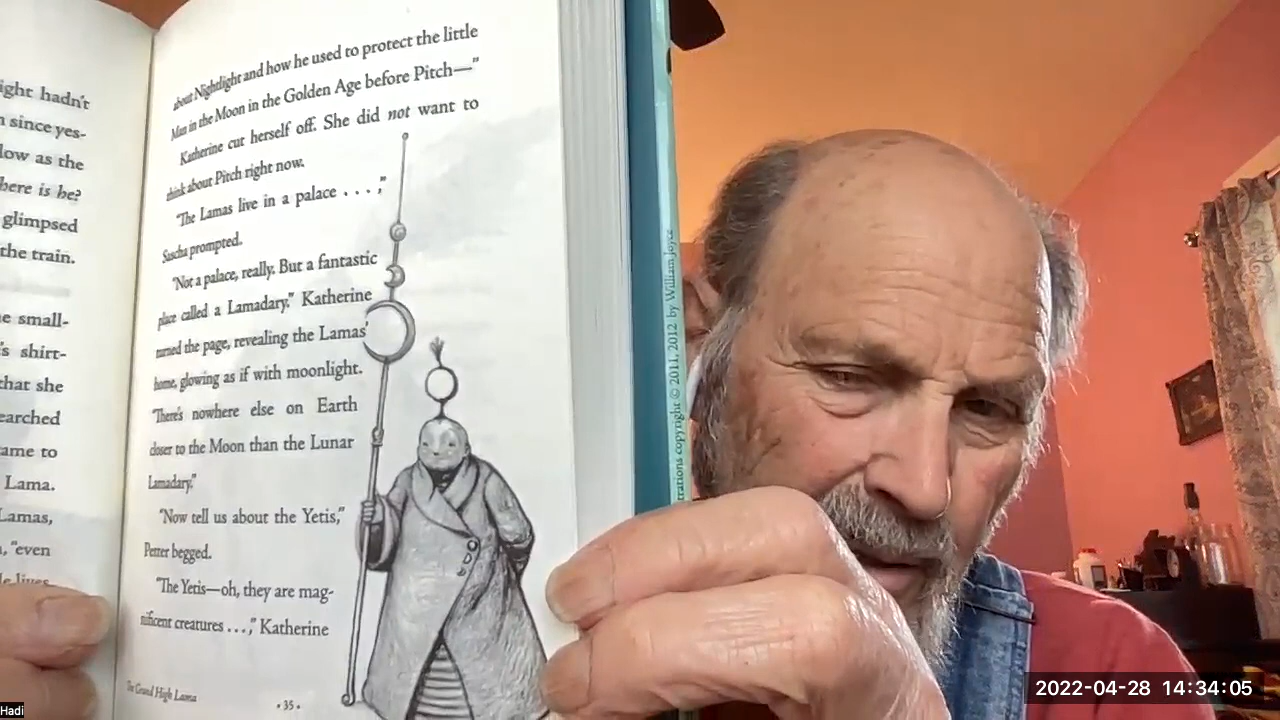 ight hadn't
n since yes-
low as the
here is he?
glimpsed
the train.
e small-
's shirt-
that she
earched
ame to
Lama.
Lamas,
, "even
about Nightlight and how he used to protect the little
Man in the Moon in the Golden Age before Pitch—"
Katherine cut herself off. She did not want to
think about Pitch right now.
"The Lamas live in a palace . . . ,"
Sascha prompted.
"Not a palace, really. But a fantastic
place called a Lamadary." Katherine
turned the page, revealing the Lamas'
home, glowing as if with moonlight.
"There's nowhere else on Earth
closer to the Moon than the Lunar
Lamadary."
"Now tell us about the Yetis,"
Petter begged.
"The Yetis—oh, they are mag-
nificent creatures . . . ," Katherine
The Grand High Lama
• 35 •
trations copyright © 2011, 2012 by William Joyce
2022-04-28 14:34:05
Hadi